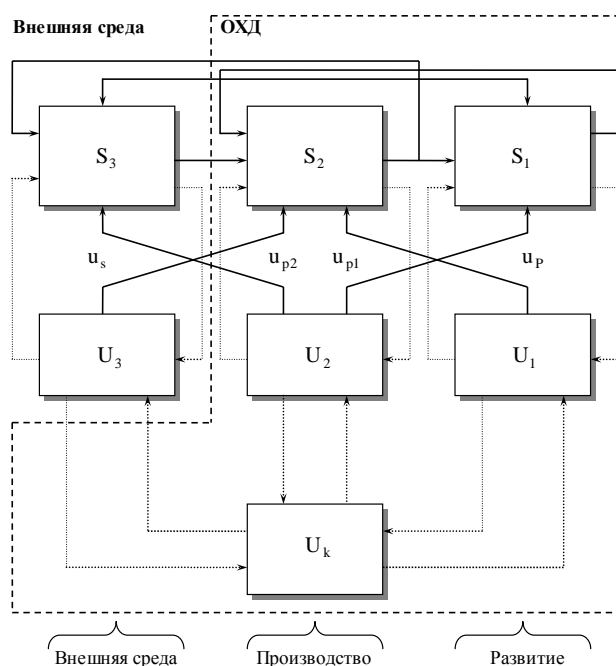 Внешняя среда ОХД
S3 S2 S1
us up2 up1 uP
U3 U2 U1
Uk
Внешняя среда Производство Развитие